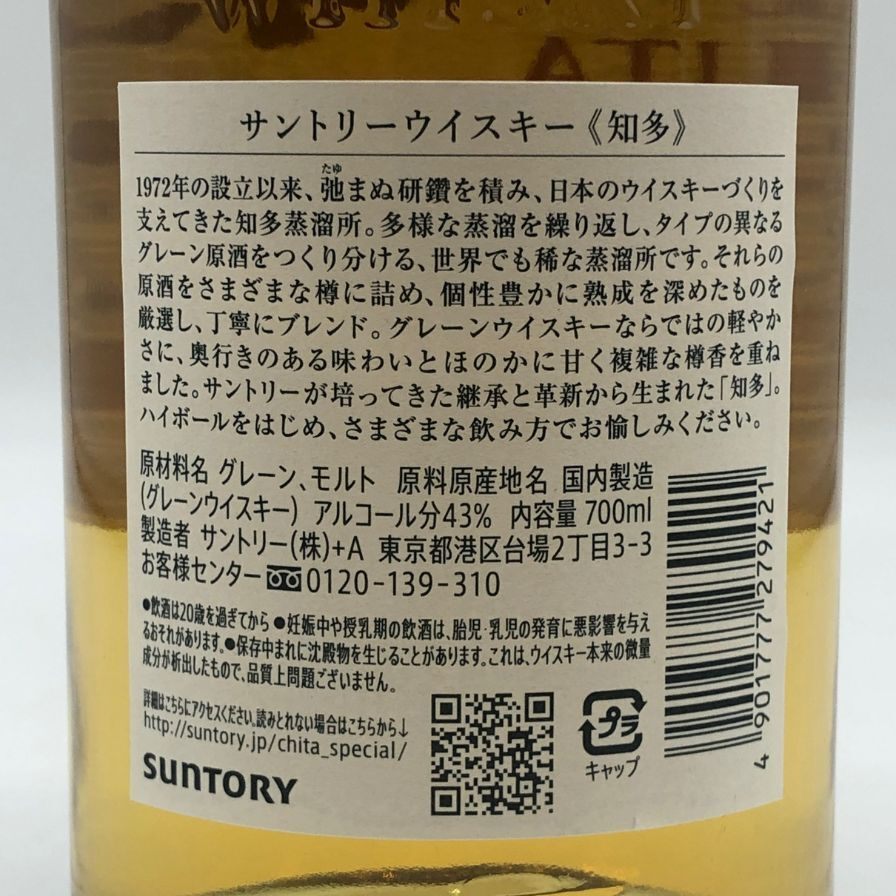 サントリーウイスキー《知多》
たゆ
1972年の設立以来、弛まぬ研鑽を積み、日本のウイスキーづくりを
支えてきた知多蒸溜所。多様な蒸溜を繰り返し、タイプの異なる
グレーン原酒をつくり分ける、世界でも稀な蒸溜所です。それらの
原酒をさまざまな樽に詰め、個性豊かに熟成を深めたものを
厳選し、丁寧にブレンド。グレーンウイスキーならではの軽やか
さに、奥行きのある味わいとほのかに甘く複雑な樽香を重ね
ました。サントリーが培ってきた継承と革新から生まれた「知多」。
ハイボールをはじめ、さまざまな飲み方でお愉しみください。
原材料名 グレーン、モルト 原料原産地名 国内製造
(グレーンウイスキー) アルコール分43% 内容量 700ml
製造者 サントリー(株)+A 東京都港区台場2丁目3-3
お客様センター 0120-139-310
●飲酒は20歳を過ぎてから ●妊娠中や授乳期の飲酒は、胎児・乳児の発育に悪影響を与え
るおそれがあります。●保存中まれに沈殿物を生じることがあります。これは、ウイスキー本来の微量
成分が析出したもので、品質上問題ございません。
詳細はこちらにアクセスください。読みとれない場合はこちらから↓
http://suntory.jp/chita_special/
SUNTORY
プラ
キャップ
4 901777 279421